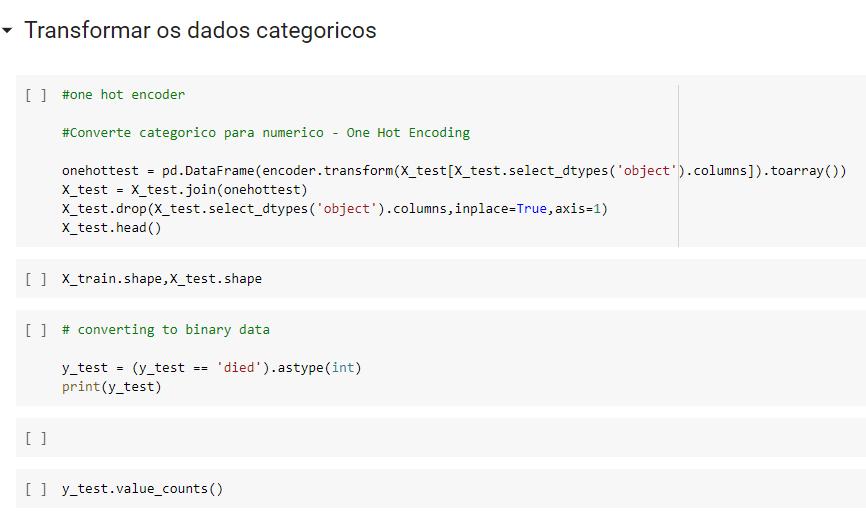 Transformar os dados categoricos
[ ] #one hot encoder
#Converte categorico para numerico - One Hot Encoding
onehottest = pd.DataFrame(encoder.transform(X_test[X_test.select_dtypes('object').columns]).toarray())
X_test = X_test.join(onehottest)
X_test.drop(X_test.select_dtypes('object').columns,inplace=True,axis=1)
X_test.head()
[ ] X_train.shape,X_test.shape
[ ] # converting to binary data
y_test = (y_test == 'died').astype(int)
print(y_test)
[ ]
[ ] y_test.value_counts()